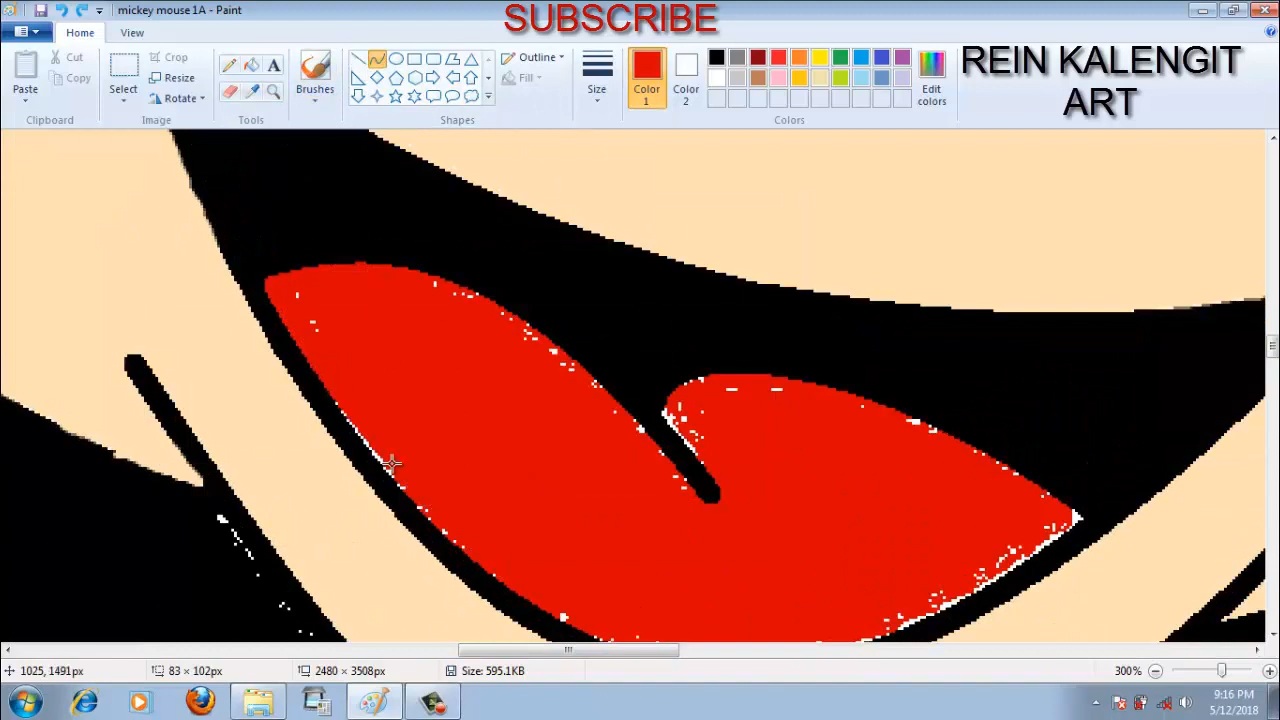 mickey mouse 1A - Paint
SUBSCRIBE
Home
View
Paste
Cut
Copy
Clipboard
Select
Crop
Resize
Rotate
Image
A
Tools
Brushes
Outline
Fill
Shapes
Size
Color
1
Color
2
Edit
colors
Colors
REIN KALENGIT
ART
1025, 1491px
83 × 102px
2480 × 3508px
Size: 595.1KB
300%
9:16 PM
5/12/2018